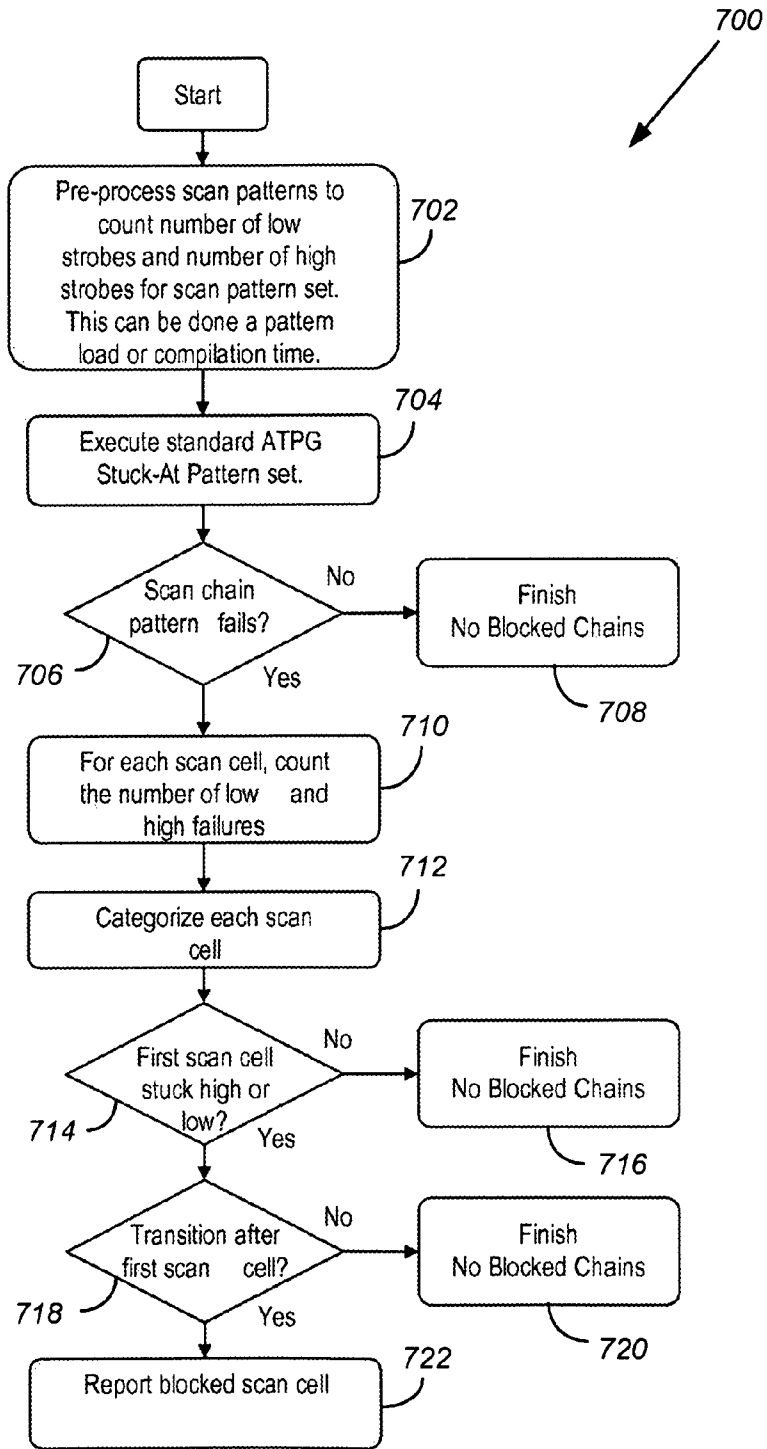 700
Start
Pre-process scan patterns to
count number of low
strobes and number of high
strobes for scan pattern set.
This can be done a pattern
load or compilation time.
702
704
Execute standard ATPG
Stuck-At Pattern set.
Scan chain
pattern fails?
706
No
Yes
Finish
No Blocked Chains
708
710
For each scan cell, count
the number of low and
high failures
712
Categorize each scan
cell
First scan cell
stuck high or
low?
714
No
Yes
Finish
No Blocked Chains
716
Transition after
first scan cell?
718
No
Yes
Finish
No Blocked Chains
720
Report blocked scan cell
722